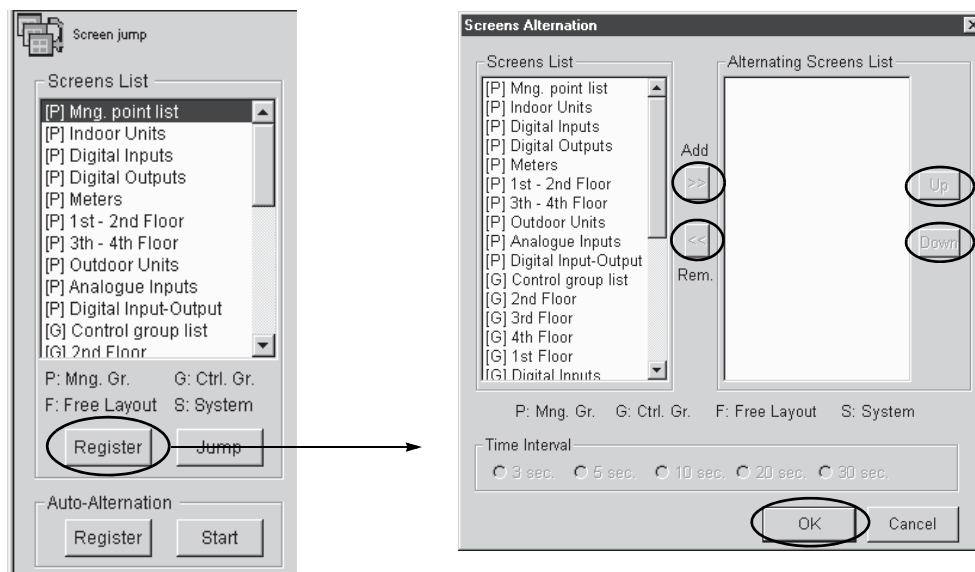 Screen jump
Screens List
[P] Mng. point list
[P] Indoor Units
[P] Digital Inputs
[P] Digital Outputs
[P] Meters
[P] 1st - 2nd Floor
[P] 3th - 4th Floor
[P] Outdoor Units
[P] Analogue Inputs
[P] Digital Input-Output
[G] Control group list
[G] 2nd Floor
P: Mng. Gr. G: Ctrl. Gr.
F: Free Layout S: System
Register Jump
Auto-Alternation
Register Start
Screens Alternation
Screens List
[P] Mng. point list
[P] Indoor Units
[P] Digital Inputs
[P] Digital Outputs
[P] Meters
[P] 1st - 2nd Floor
[P] 3th - 4th Floor
[P] Outdoor Units
[P] Analogue Inputs
[P] Digital Input-Output
[G] Control group list
[G] 2nd Floor
[G] 3rd Floor
[G] 4th Floor
[G] 1st Floor
[G] Digital Inputs
Add
>>
<<
Rem.
Alternating Screens List
Up
Down
P: Mng. Gr. G: Ctrl. Gr. F: Free Layout S: System
Time Interval
3 sec. 5 sec. 10 sec. 20 sec. 30 sec.
OK Cancel